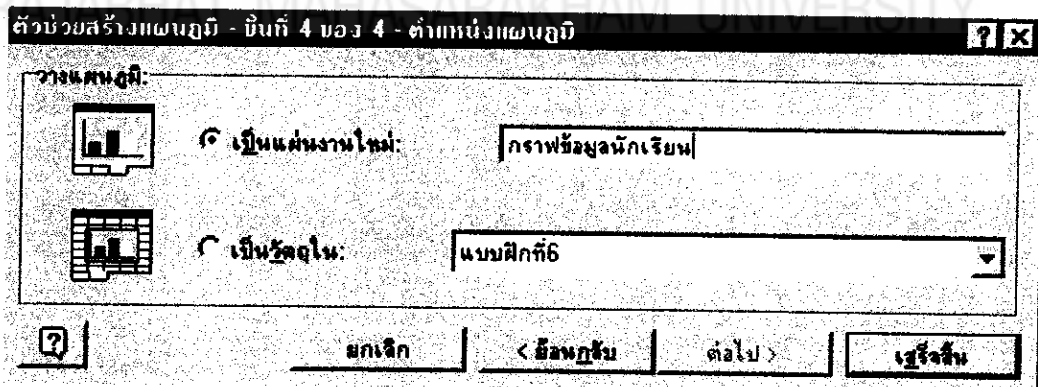 MAHASARAKHAM UNIVERSITY
ตัวช่วยสร้างแผนภูมิ - ขั้นที่ 4 ของ 4 - ตำแหน่งแผนภูมิ
วางแผนภูมิ:
เป็นแผ่นงานใหม่:
กราฟข้อมูลนักเรียน
เป็นวัตถุใน:
แบบฝึกที่6
ยกเลิก
< ย้อนกลับ
ต่อไป >
เสร็จสิ้น